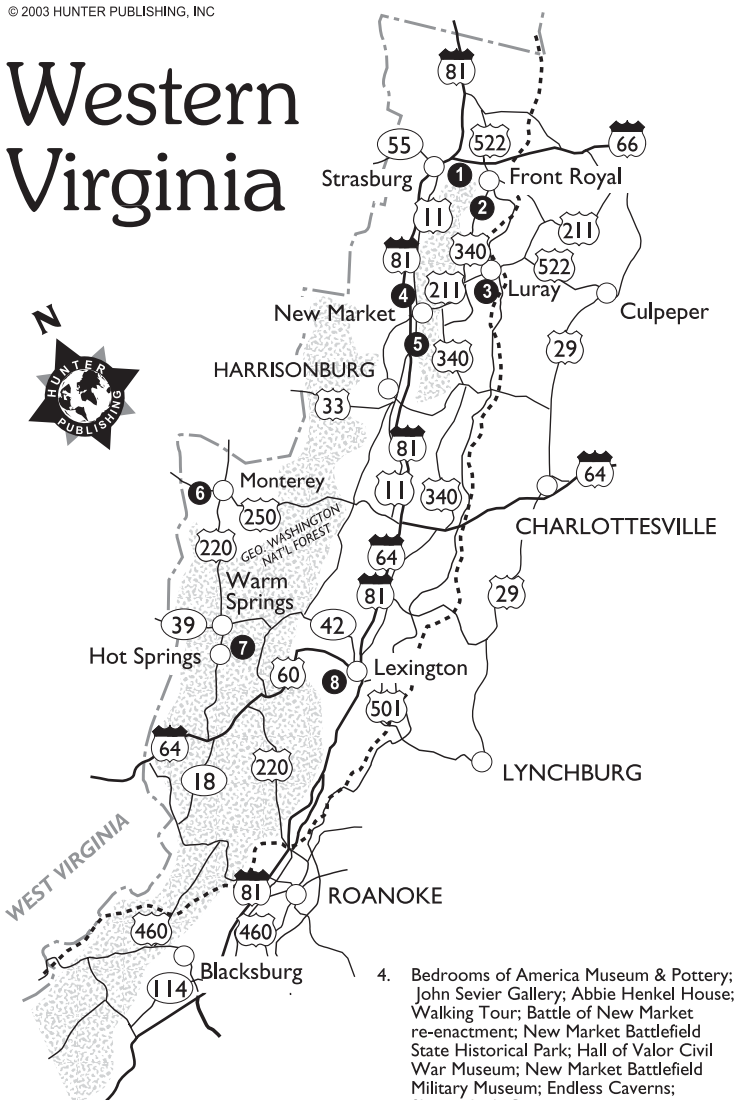 © 2003 HUNTER PUBLISHING, INC
Western
Virginia
81
55
522
66
Strasburg
1
Front Royal
2
11
211
340
81
522
4
211
3
Luray
New Market
Culpeper
N
5
340
29
HUNTER
PUBLISHING
HARRISONBURG
33
81
64
6
Monterey
11
340
250
GEO. WASHINGTON
NAT'L FOREST
CHARLOTTESVILLE
220
64
Warm
Springs
81
29
39
42
Hot Springs
7
60
8
Lexington
501
64
220
LYNCHBURG
18
WEST VIRGINIA
81
ROANOKE
460
460
Blacksburg
114
4. Bedrooms of America Museum & Pottery;
John Sevier Gallery; Abbie Henkel House;
Walking Tour; Battle of New Market
re-enactment; New Market Battlefield
State Historical Park; Hall of Valor Civil
War Museum; New Market Battlefield
Military Museum; Endless Caverns;